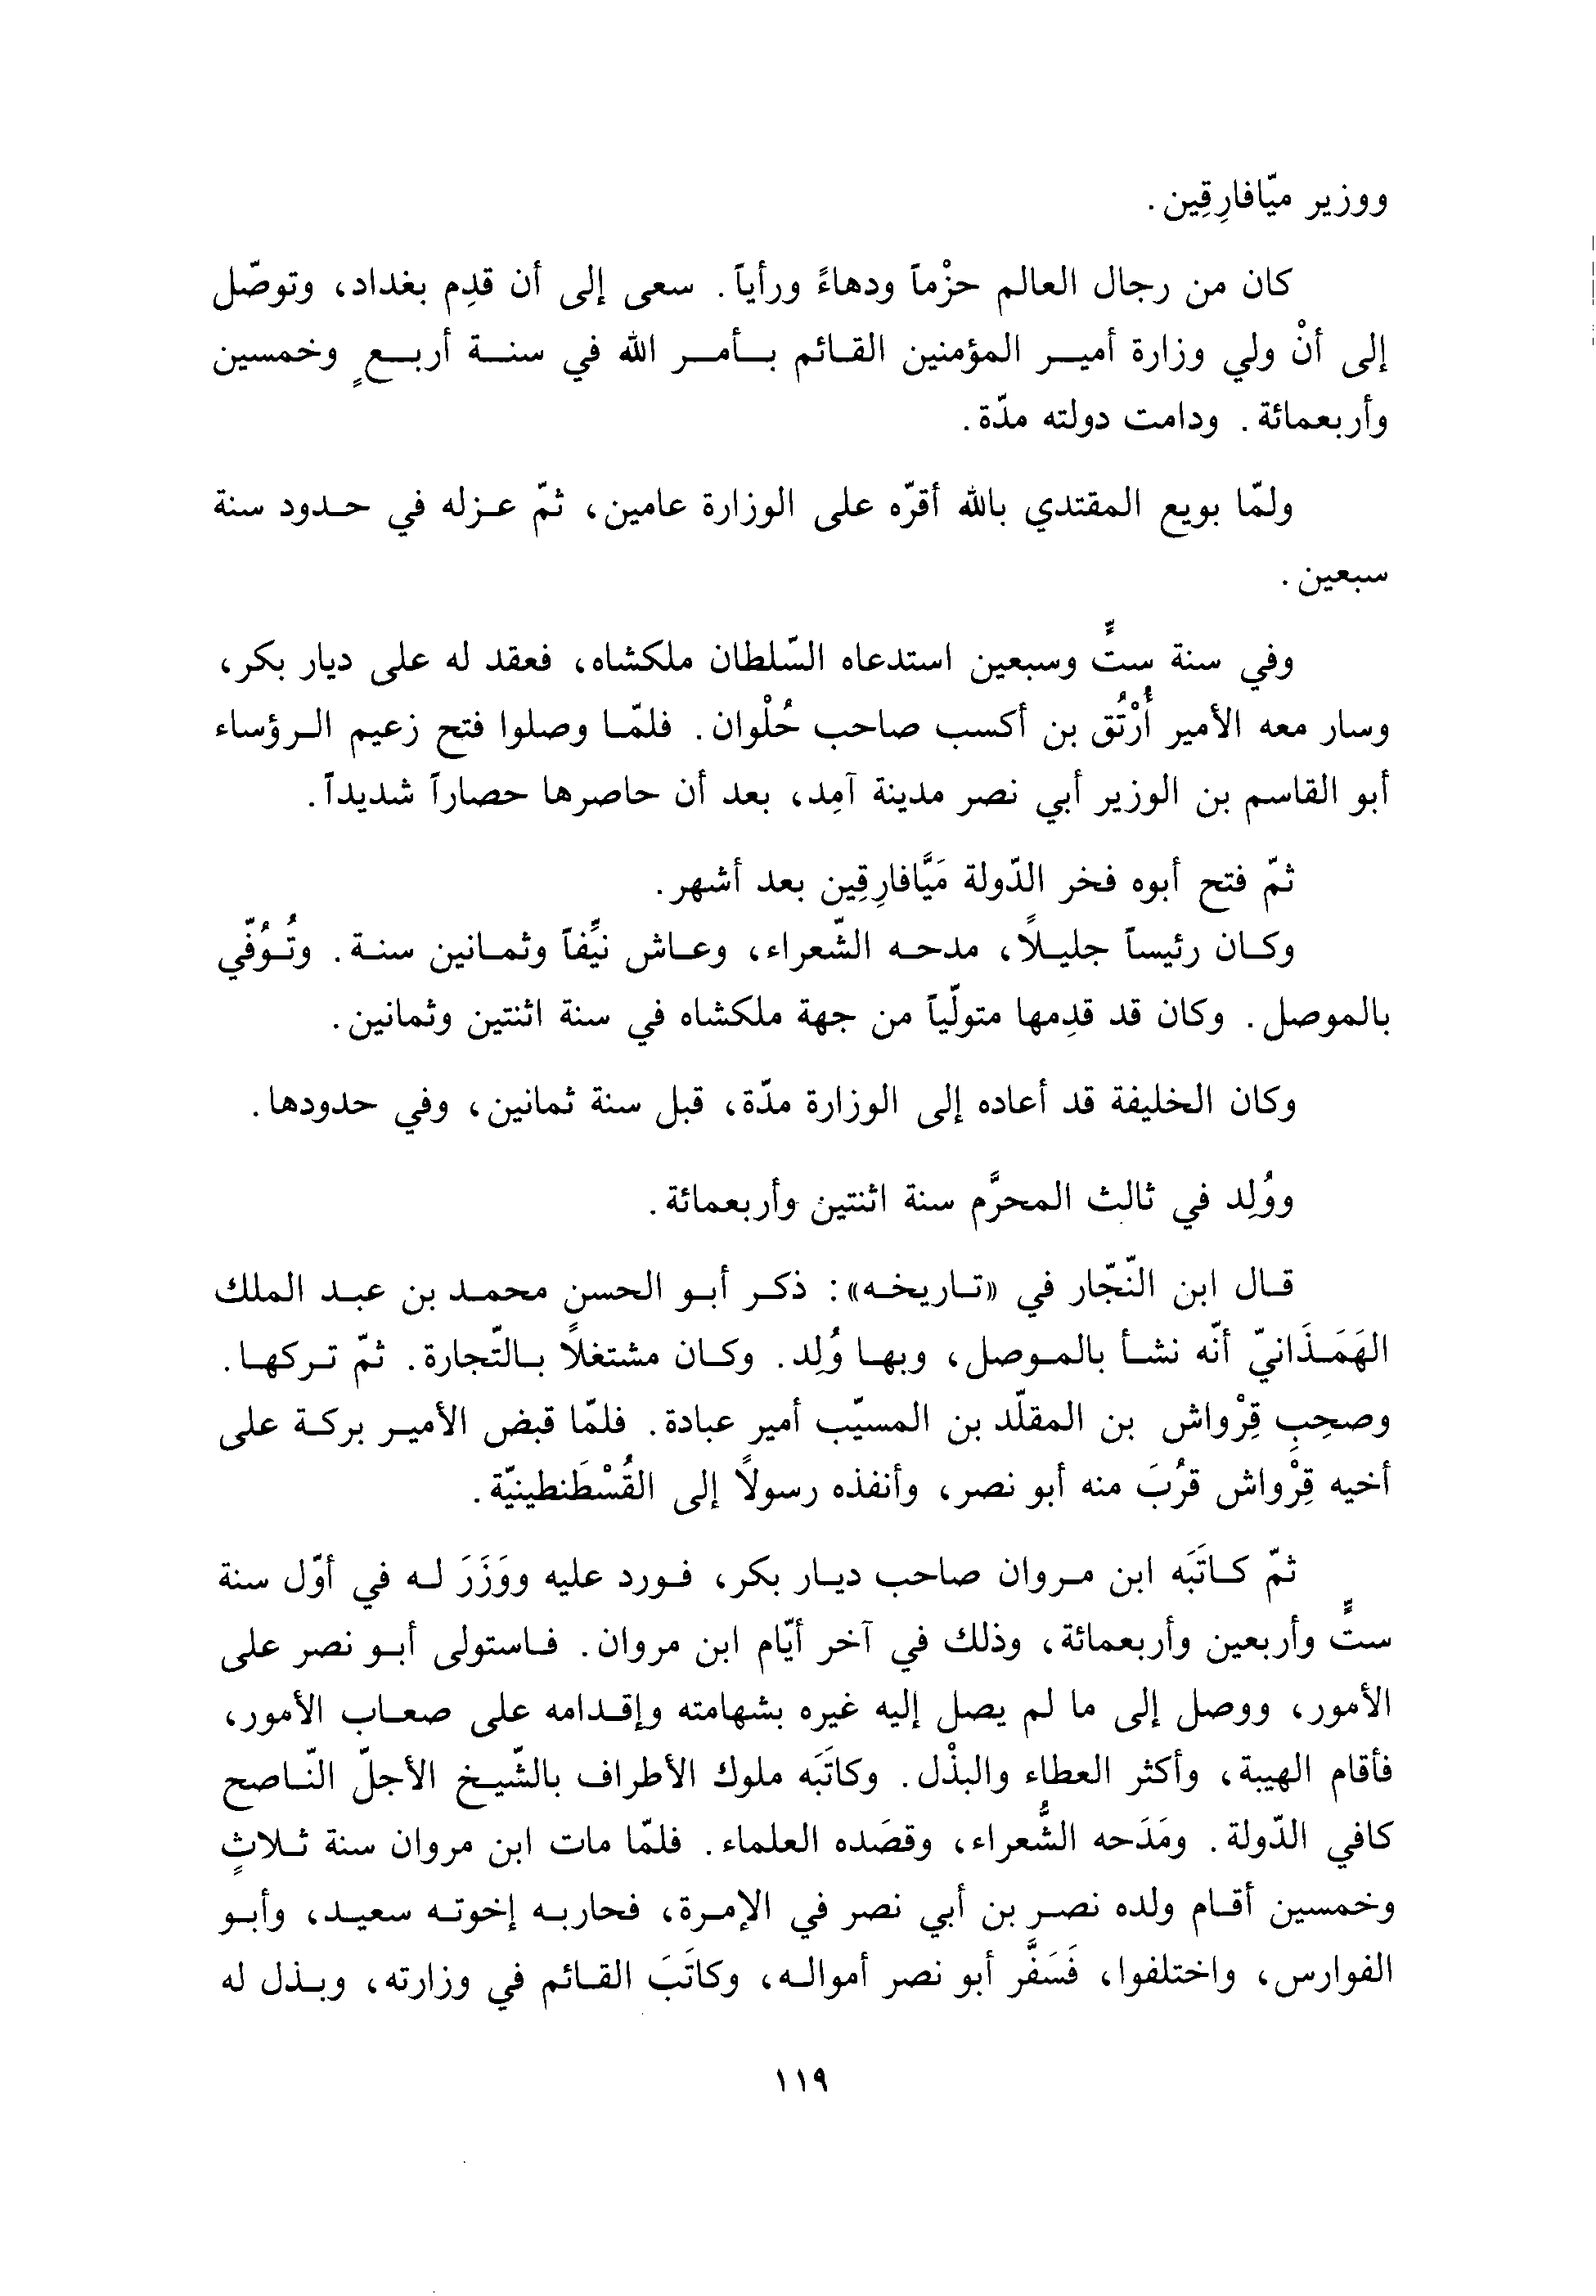 ووزير ميّافارِقِين.
كان من رجال العالم حزْماً ودهاءً ورأياً. سعى إلى أن قدِم بغداد، وتوصّل
إلى أنْ ولي وزارة أمير المؤمنين القائم بأمر الله في سنة أربعٍ وخمسين
وأربعمائة. ودامت دولته مدّة.
ولمّا بويع المقتدي بالله أقرّه على الوزارة عامين، ثمّ عزله في حدود سنة
سبعين.
وفي سنة ستٍّ وسبعين استدعاه السّلطان ملكشاه، فعقد له على ديار بكر،
وسار معه الأمير أُرْتُق بن أكسب صاحب حُلْوان. فلمّا وصلوا فتح زعيم الرؤساء
أبو القاسم بن الوزير أبي نصر مدينة آمِد، بعد أن حاصرها حصاراً شديداً.
ثمّ فتح أبوه فخر الدّولة مَيَّافارِقِين بعد أشهر.
وكان رئيساً جليلاً، مدحه الشّعراء، وعاش نيِّفاً وثمانين سنة. وتُوُفّي
بالموصل. وكان قد قدِمها متولّياً من جهة ملكشاه في سنة اثنتين وثمانين.
وكان الخليفة قد أعاده إلى الوزارة مدّة، قبل سنة ثمانين، وفي حدودها.
ووُلِد في ثالث المحرَّم سنة اثنتين وأربعمائة.
قال ابن النّجّار في «تاريخه»: ذكر أبو الحسن محمد بن عبد الملك
الهَمَذَانيّ أنّه نشأ بالموصل، وبها وُلِد. وكان مشتغلاً بالتّجارة. ثمّ تركها.
وصحِبِ قِرْواش بن المقلّد بن المسيّب أمير عبادة. فلمّا قبض الأمير بركة على
أخيه قِرْواش قرُبَ منه أبو نصر، وأنفذه رسولاً إلى القُسْطَنطينيّة.
ثمّ كاتَبَه ابن مروان صاحب ديار بكر، فورد عليه ووَزَرَ له في أوّل سنة
ستٍّ وأربعين وأربعمائة، وذلك في آخر أيّام ابن مروان. فاستولى أبو نصر على
الأمور، ووصل إلى ما لم يصل إليه غيره بشهامته وإقدامه على صعاب الأمور،
فأقام الهيبة، وأكثر العطاء والبذْل. وكاتَبَه ملوك الأطراف بالشّيخ الأجلّ النّاصح
كافي الدّولة. ومَدَحه الشُّعراء، وقصَده العلماء. فلمّا مات ابن مروان سنة ثلاثٍ
وخمسين أقام ولده نصر بن أبي نصر في الإمرة، فحاربه إخوته سعيد، وأبو
الفوارس، واختلفوا، فَسَفَّر أبو نصر أمواله، وكاتَبَ القائم في وزارته، وبذل له
١١٩